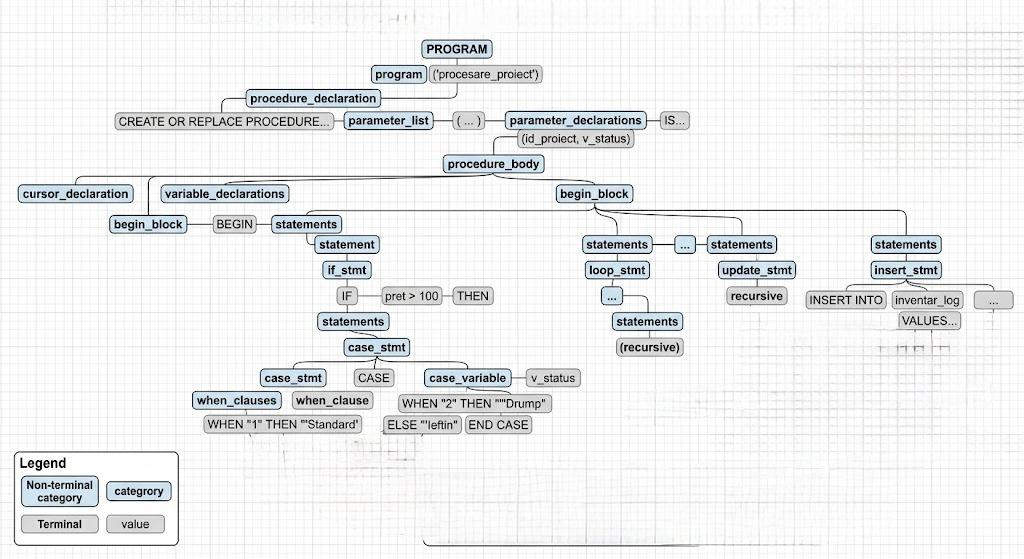 PROGRAM
program ('procesare_proiect')
procedure_declaration
CREATE OR REPLACE PROCEDURE... parameter_list ( ... ) parameter_declarations IS...
(id_proiect, v_status)
procedure_body
cursor_declaration variable_declarations begin_block
begin_block BEGIN statements
statement statements ... statements statements
if_stmt loop_stmt update_stmt insert_stmt
IF pret > 100 THEN ... recursive INSERT INTO inventar_log ...
statements statements VALUES...
case_stmt (recursive)
case_stmt CASE case_variable v_status
when_clauses when_clause WHEN "2" THEN "'"Drump"
WHEN "1" THEN "'Standard' ELSE "'leftin" END CASE
Legend
Non-terminal
category
categrory
Terminal value